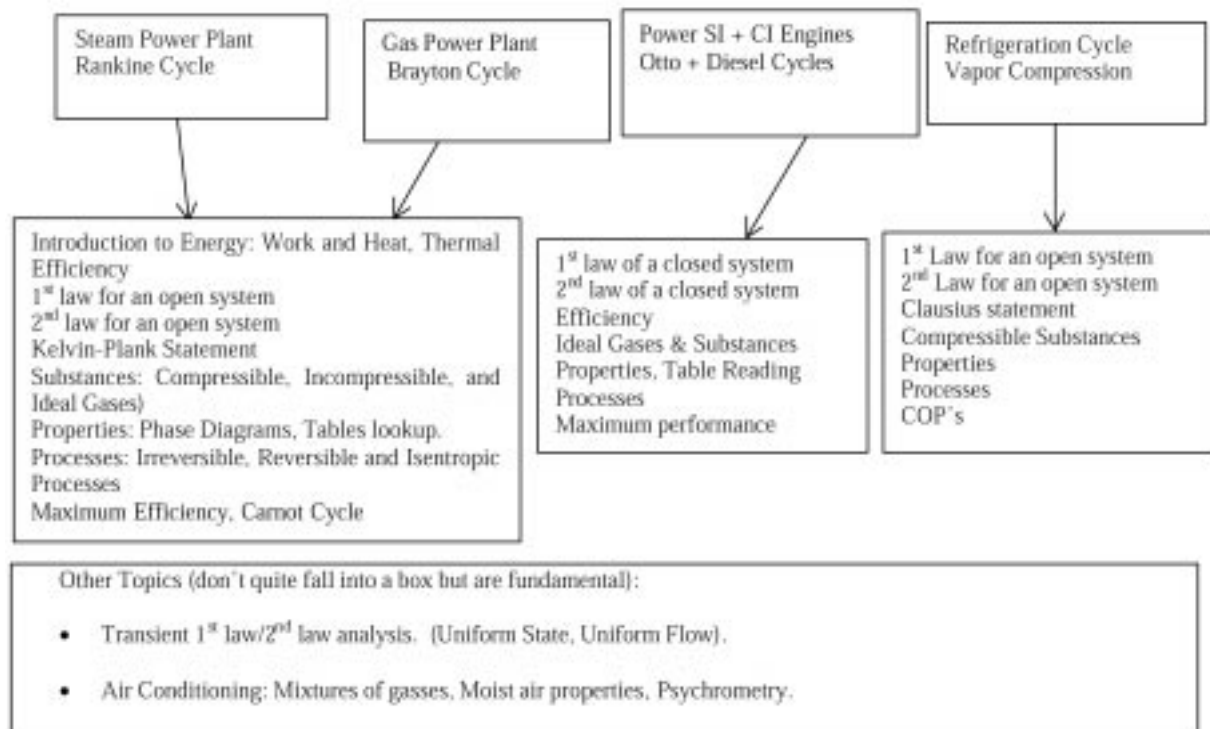 Steam Power Plant
Rankine Cycle
Gas Power Plant
Brayton Cycle
Power SI + CI Engines
Otto + Diesel Cycles
Refrigeration Cycle
Vapor Compression
Introduction to Energy: Work and Heat, Thermal
Efficiency
1st law for an open system
2nd law for an open system
Kelvin-Plank Statement
Substances: Compressible, Incompressible, and
Ideal Gases)
Properties: Phase Diagrams, Tables lookup.
Processes: Irreversible, Reversible and Isentropic
Processes
Maximum Efficiency, Carnot Cycle
1st law of a closed system
2nd law of a closed system
Efficiency
Ideal Gases & Substances
Properties, Table Reading
Processes
Maximum performance
1st Law for an open system
2nd Law for an open system
Clausius statement
Compressible Substances
Properties
Processes
COP´s
Other Topics (don´t quite fall into a box but are fundamental):
• Transient 1st law/2nd law analysis. (Uniform State, Uniform Flow).
• Air Conditioning: Mixtures of gasses, Moist air properties, Psychrometry.